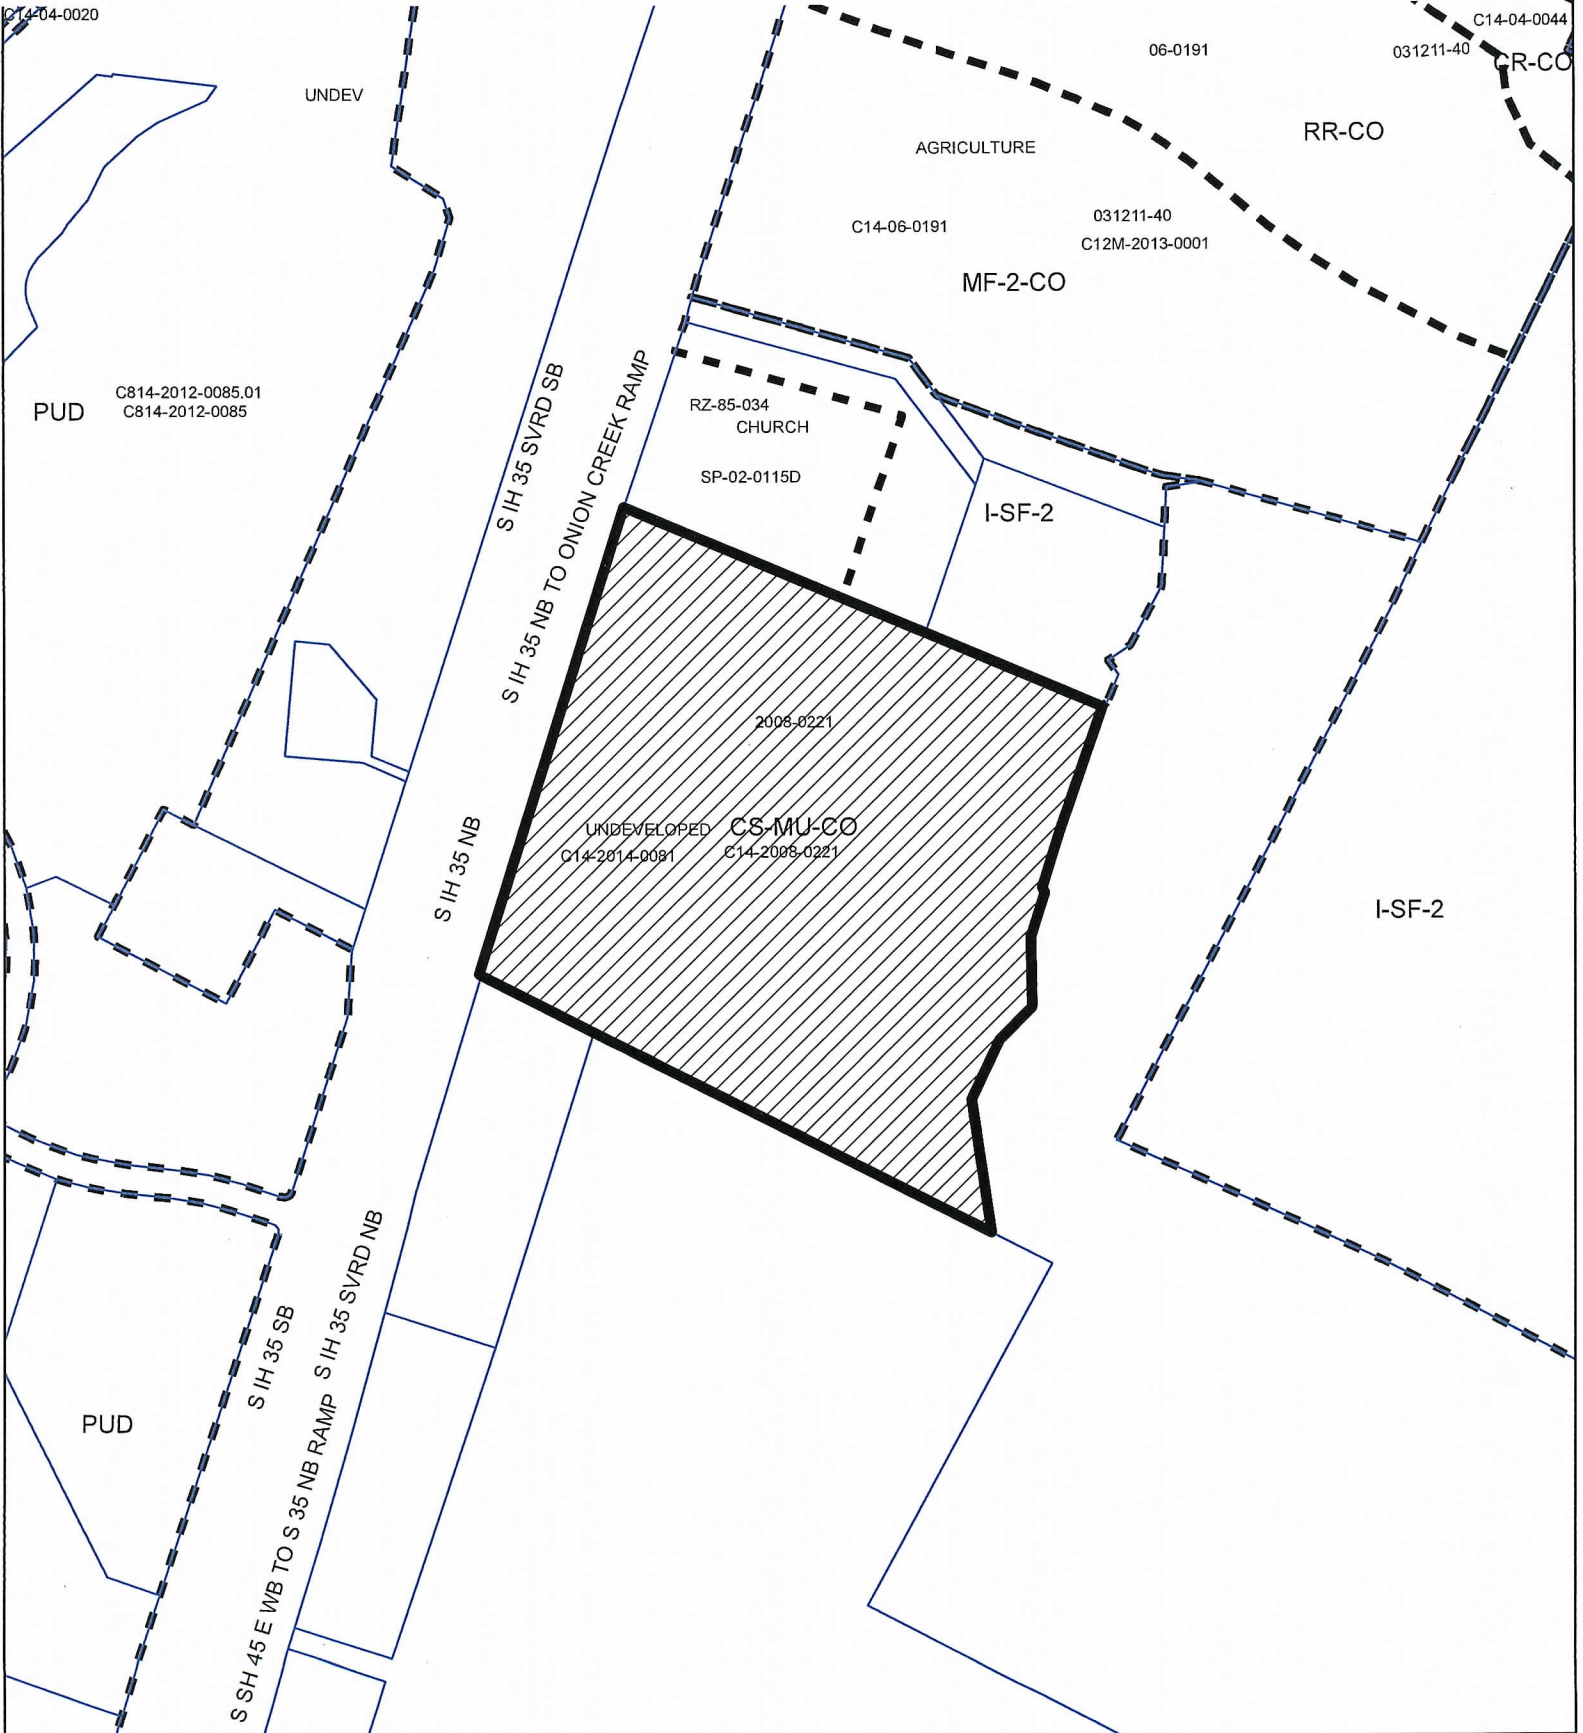 C14-04-0020
C14-04-0044
06-0191
031211-40
CR-CO
UNDEV
RR-CO
AGRICULTURE
C14-06-0191
031211-40
C12M-2013-0001
MF-2-CO
C814-2012-0085.01
C814-2012-0085
PUD
RZ-85-034
CHURCH
SP-02-0115D
S IH 35 SVRD SB
S IH 35 NB TO ONION CREEK RAMP
I-SF-2
2008-0221
UNDEVELOPED
CS-MU-CO
C14-2014-0081
C14-2008-0221
S IH 35 NB
I-SF-2
S IH 35 SVRD NB
S IH 35 SB
PUD
S SH 45 E WB TO S 35 NB RAMP